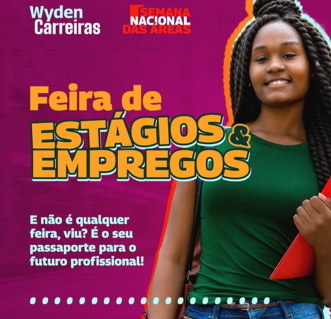 Wyden
Carreiras
SEMANA
NACIONAL
DAS ÁREAS
Feira de
ESTÁGIOS &
EMPREGOS
E não é qualquer
feira, viu? É o seu
passaporte para o
futuro profissional!